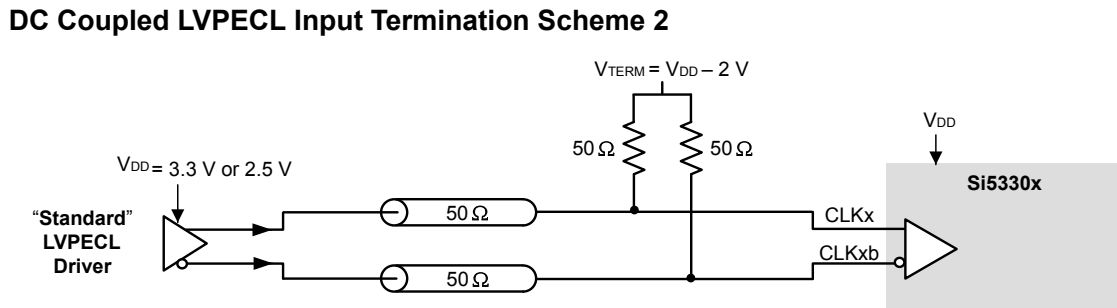 DC Coupled LVPECL Input Termination Scheme 2
VTERM = VDD – 2 V
VDD
50 Ω
50 Ω
VDD = 3.3 V or 2.5 V
Si5330x
“Standard”
LVPECL
Driver
50 Ω
CLKx
50 Ω
CLKxb